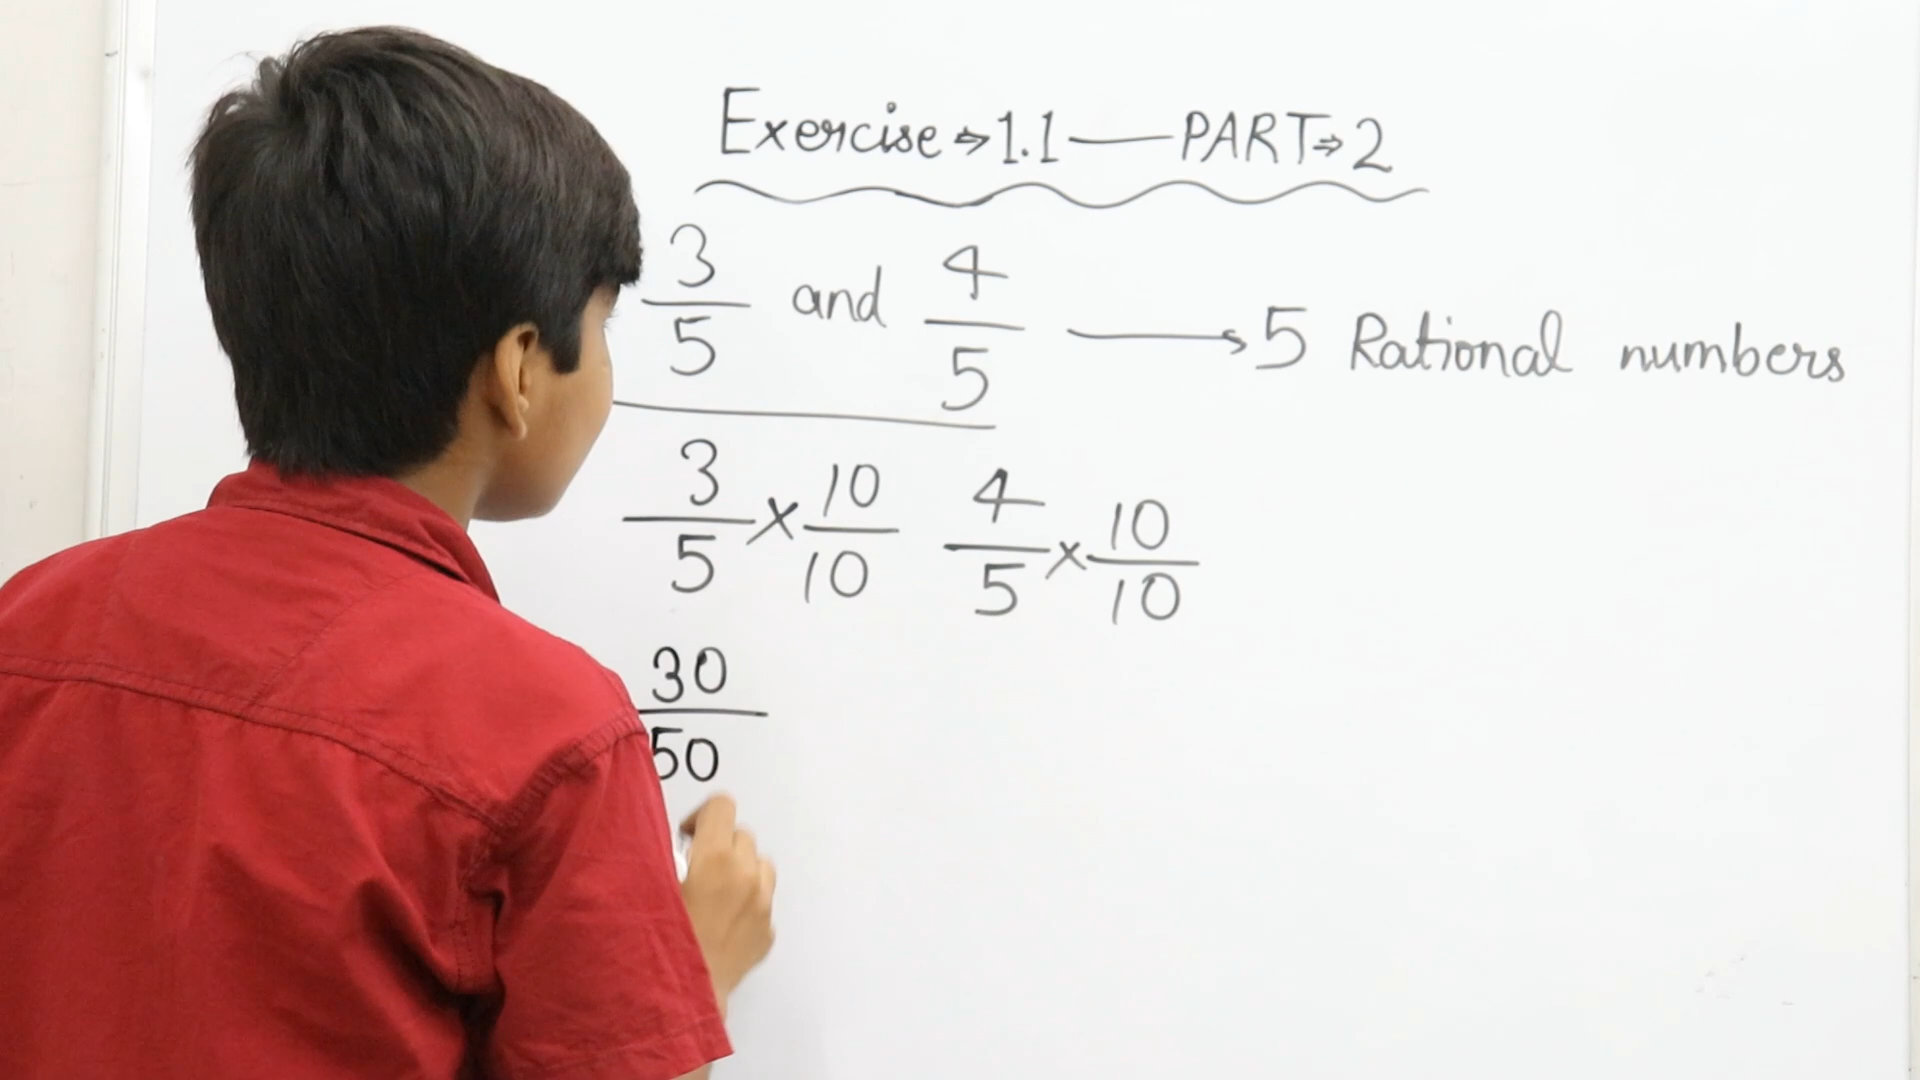 Exercise ⇒ 1.1 — PART ⇒ 2
3/5 and 4/5 → 5 Rational numbers
3/5 × 10/10 4/5 × 10/10
30/50